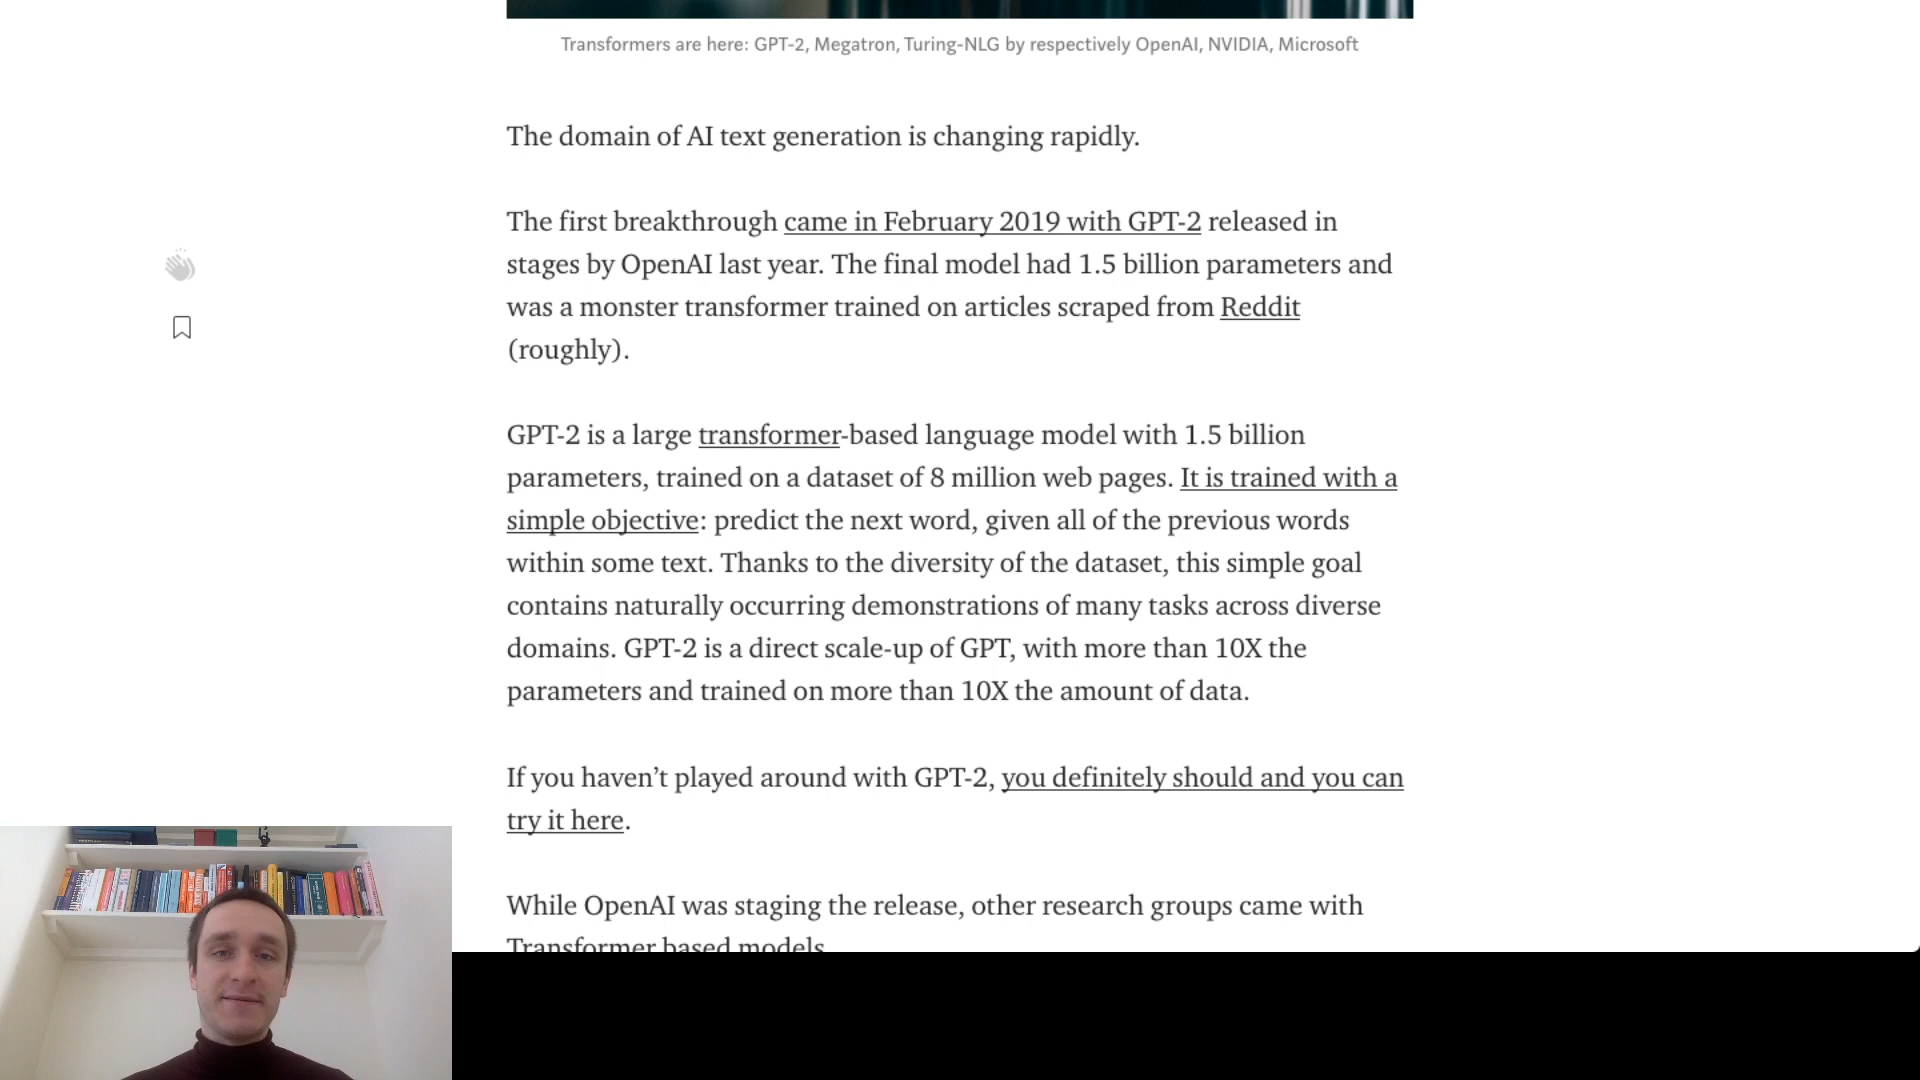 Transformers are here: GPT-2, Megatron, Turing-NLG by respectively OpenAI, NVIDIA, Microsoft
The domain of AI text generation is changing rapidly.
The first breakthrough came in February 2019 with GPT-2 released in
stages by OpenAI last year. The final model had 1.5 billion parameters and
was a monster transformer trained on articles scraped from Reddit
(roughly).
GPT-2 is a large transformer-based language model with 1.5 billion
parameters, trained on a dataset of 8 million web pages. It is trained with a
simple objective: predict the next word, given all of the previous words
within some text. Thanks to the diversity of the dataset, this simple goal
contains naturally occurring demonstrations of many tasks across diverse
domains. GPT-2 is a direct scale-up of GPT, with more than 10X the
parameters and trained on more than 10X the amount of data.
If you haven’t played around with GPT-2, you definitely should and you can
try it here.
While OpenAI was staging the release, other research groups came with
Transformer based models